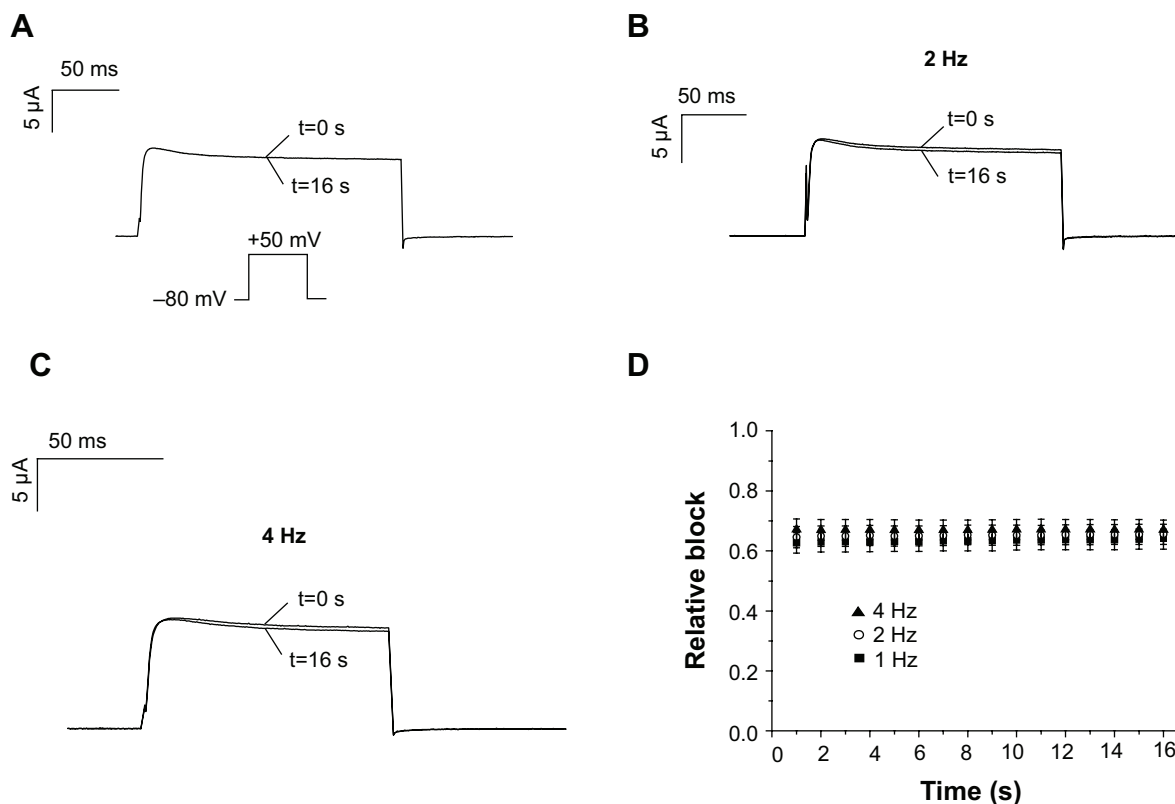 A
50 ms
5 μA
t=0 s
t=16 s
+50 mV
–80 mV
B
2 Hz
50 ms
5 μA
t=0 s
t=16 s
C
50 ms
5 μA
4 Hz
t=0 s
t=16 s
D
1.0
0.8
0.6
0.4
0.2
0.0
Relative block
4 Hz
2 Hz
1 Hz
0 2 4 6 8 10 12 14 16
Time (s)